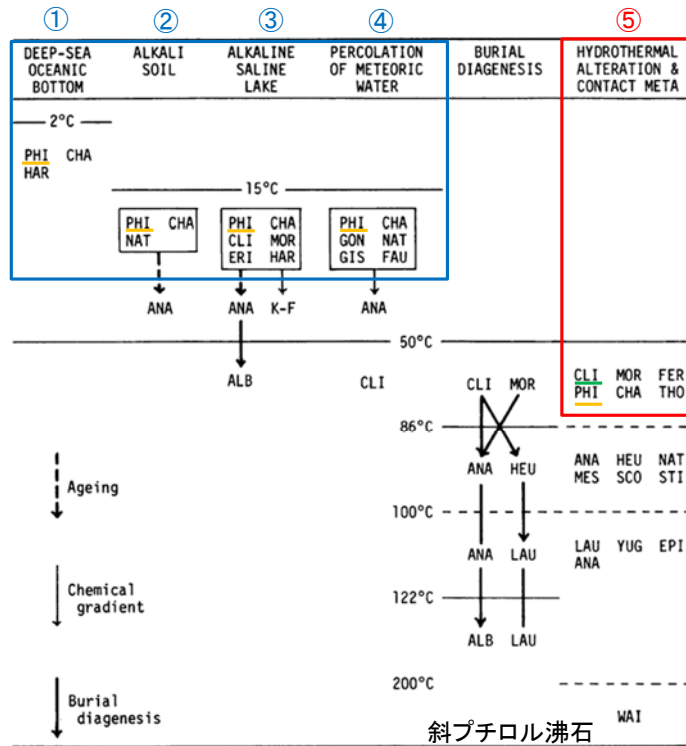 ① ② ③ ④ ⑤
DEEP-SEA OCEANIC BOTTOM
ALKALI SOIL
ALKALINE SALINE LAKE
PERCOLATION OF METEORIC WATER
BURIAL DIAGENESIS
HYDROTHERMAL ALTERATION & CONTACT META
2°C
PHI CHA
HAR
15°C
PHI CHA
NAT
PHI CHA
CLI MOR
ERI HAR
PHI CHA
GON NAT
GIS FAU
ANA
ANA K-F
ANA
50°C
ALB
CLI
CLI MOR
CLI MOR FER
PHI CHA THO
86°C
ANA HEU
ANA HEU NAT
MES SCO STI
Ageing
100°C
ANA LAU
LAU YUG EPI
ANA
Chemical
gradient
122°C
ALB LAU
200°C
Burial
diagenesis
斜プチロル沸石
WAI